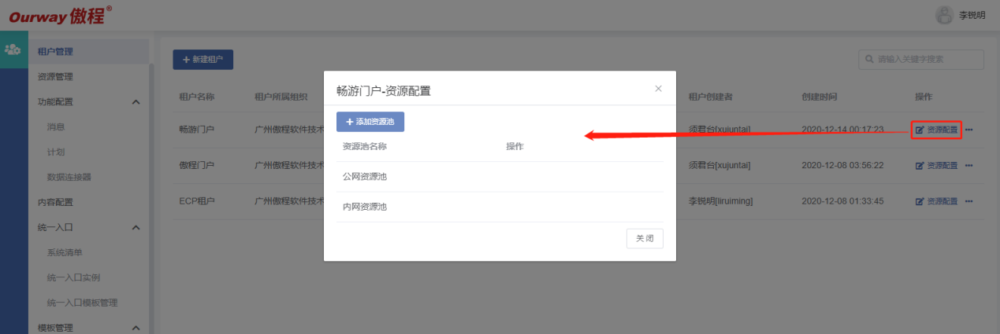 Ourway傲程®
李锐明
租户管理
资源管理
功能配置
消息
计划
数据连接器
内容配置
统一入口
系统清单
统一入口实例
统一入口模板管理
模板管理
+ 新建租户
请输入关键字搜索
租户名称 租户所属组织 租户创建者 创建时间 操作
畅游门户 广州傲程软件技术 须君台[xujuntai] 2020-12-14 00:17:23 资源配置 •••
傲程门户 广州傲程软件技术 须君台[xujuntai] 2020-12-08 03:56:22 资源配置 •••
ECP租户 广州傲程软件技术 李锐明[liruiming] 2020-12-08 01:33:45 资源配置 •••
畅游门户-资源配置 ×
+ 添加资源池
资源池名称 操作
公网资源池
内网资源池
关闭